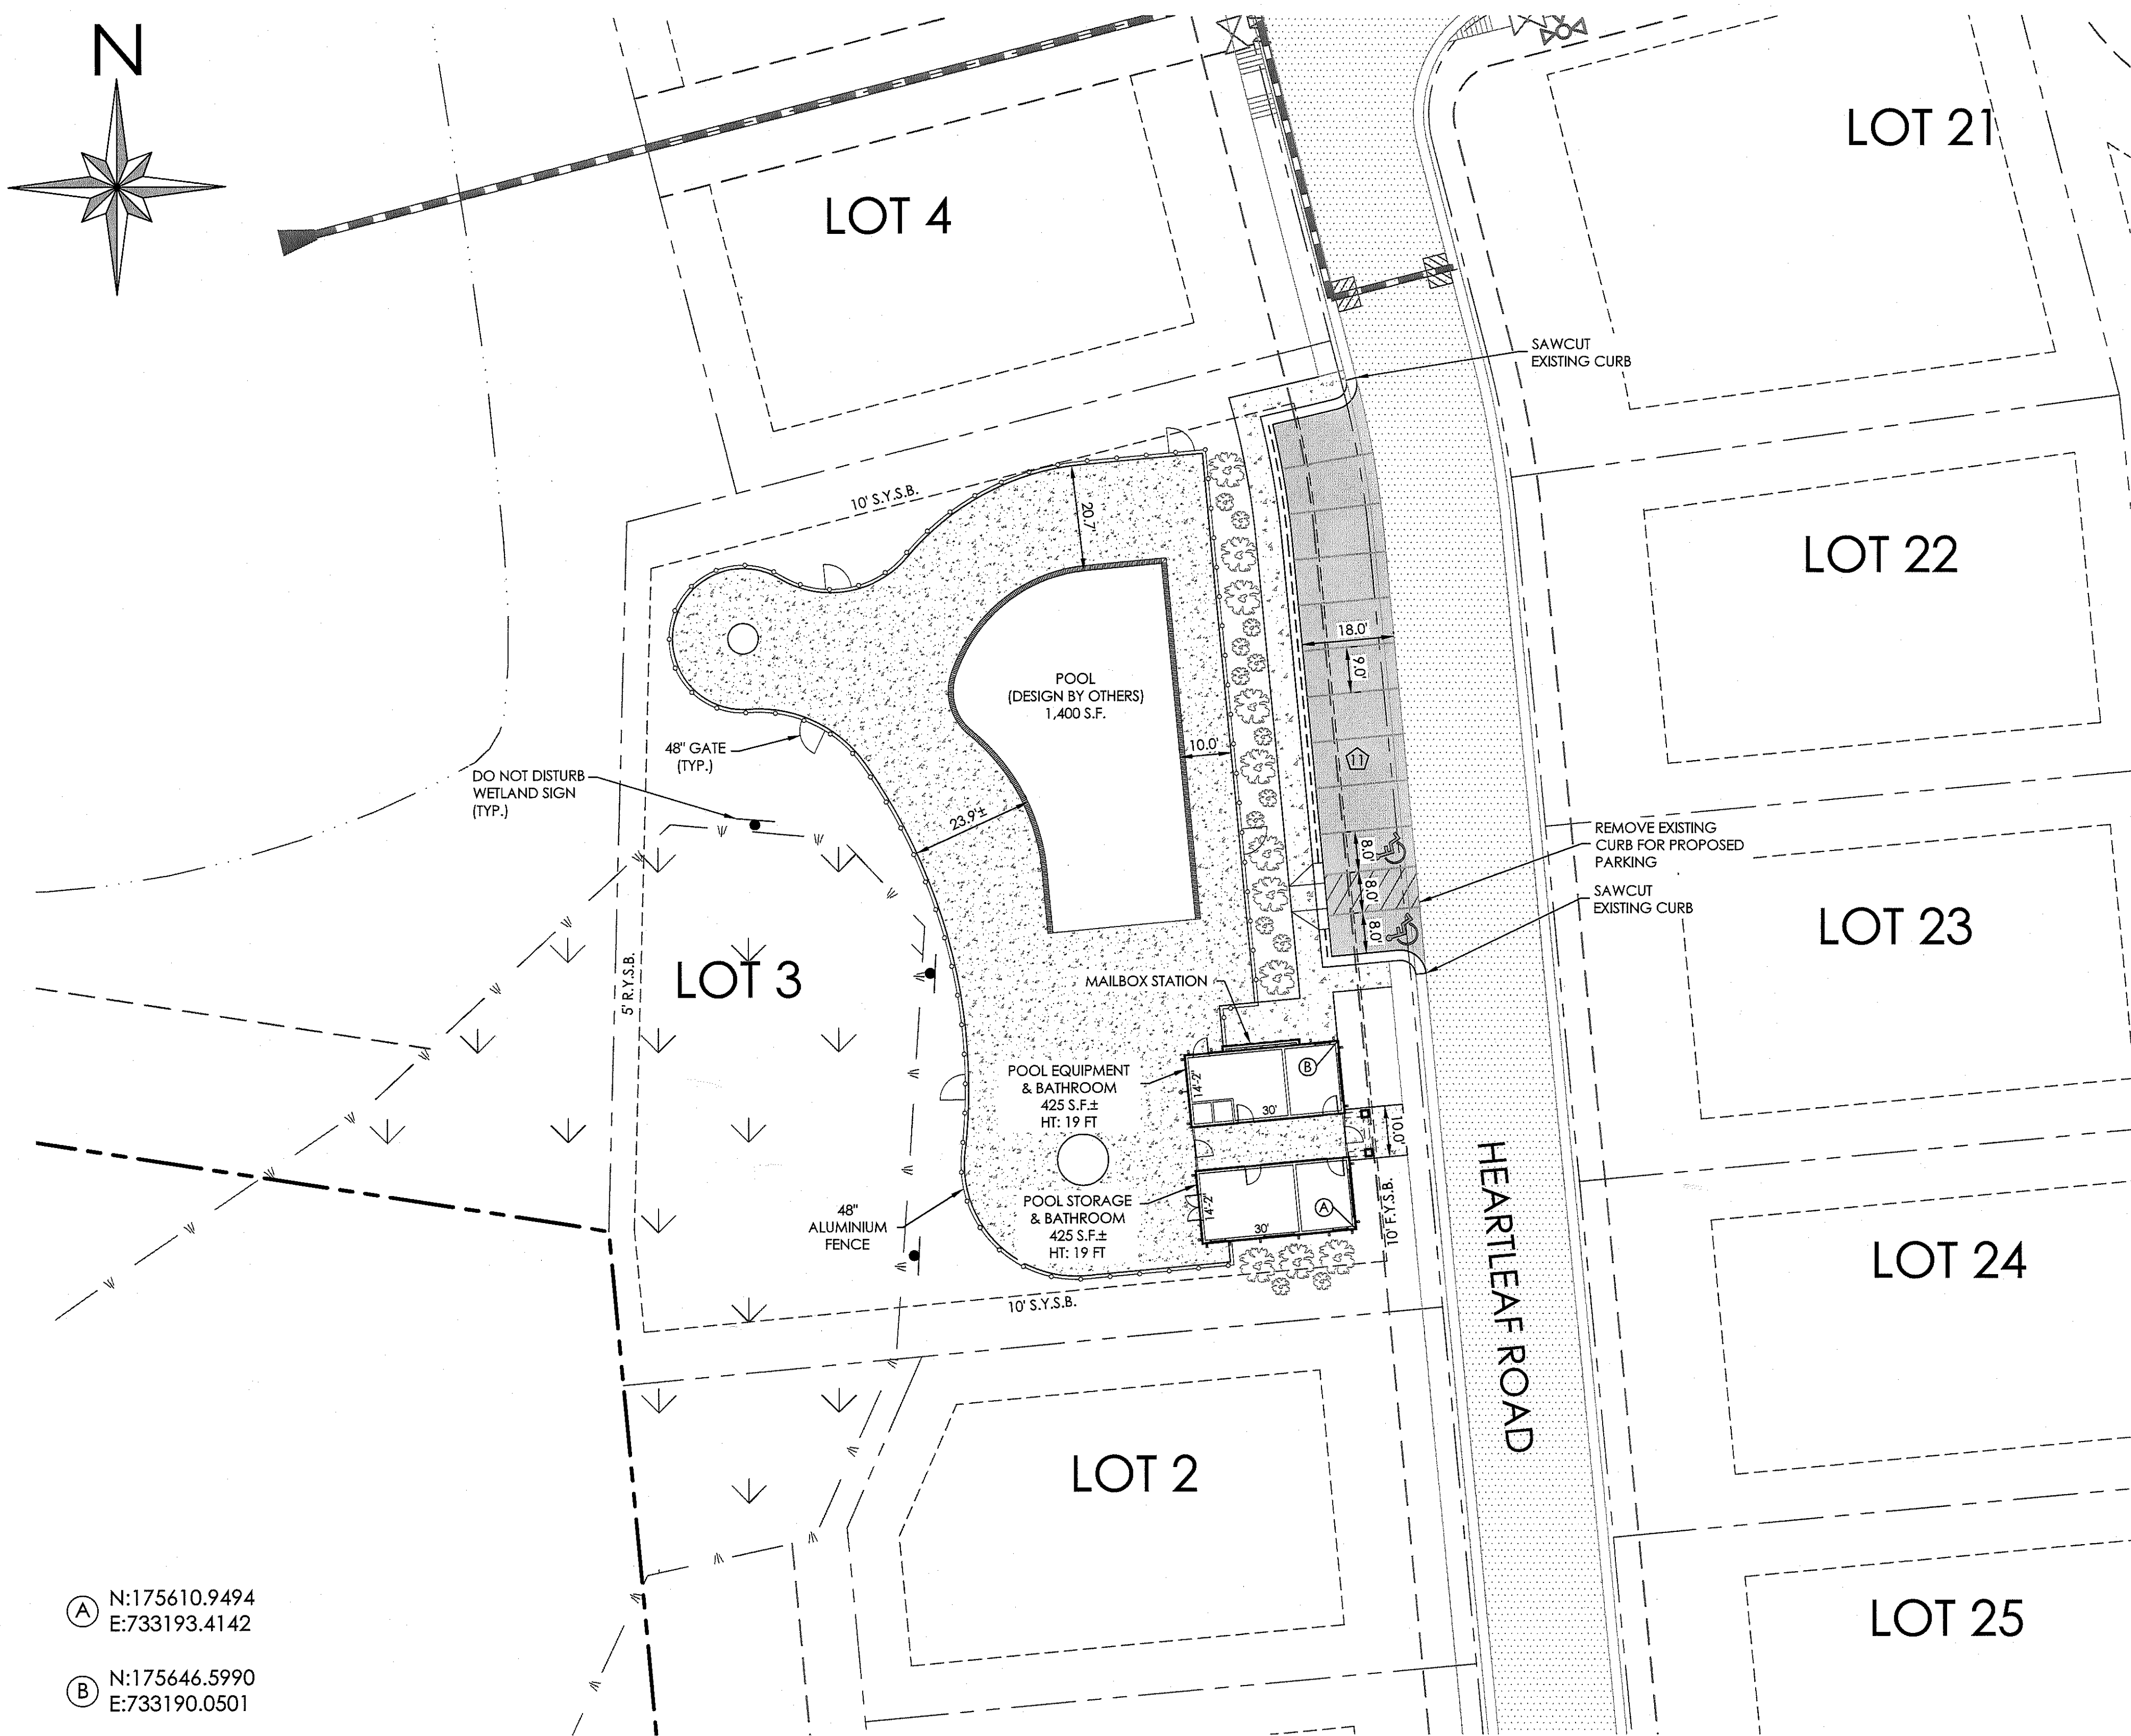 N
LOT 21
LOT 4
SAWCUT
EXISTING CURB
10' S.Y.S.B.
20.7'
LOT 22
18.0'
9.0'
POOL
(DESIGN BY OTHERS)
1,400 S.F.
10.0'
11
48" GATE
(TYP.)
DO NOT DISTURB
WETLAND SIGN
(TYP.)
23.9'±
8.0'
8.0'
8.0'
REMOVE EXISTING
CURB FOR PROPOSED
PARKING
SAWCUT
EXISTING CURB
LOT 23
LOT 3
5' R.Y.S.B.
MAILBOX STATION
POOL EQUIPMENT
& BATHROOM
425 S.F.±
HT: 19 FT
14'-2"
30'
B
10.0'
POOL STORAGE
& BATHROOM
425 S.F.±
HT: 19 FT
14'-2"
30'
A
10' F.Y.S.B.
48"
ALUMINIUM
FENCE
10' S.Y.S.B.
HEARTLEAF ROAD
LOT 24
LOT 2
LOT 25
A N:175610.9494
E:733193.4142
B N:175646.5990
E:733190.0501